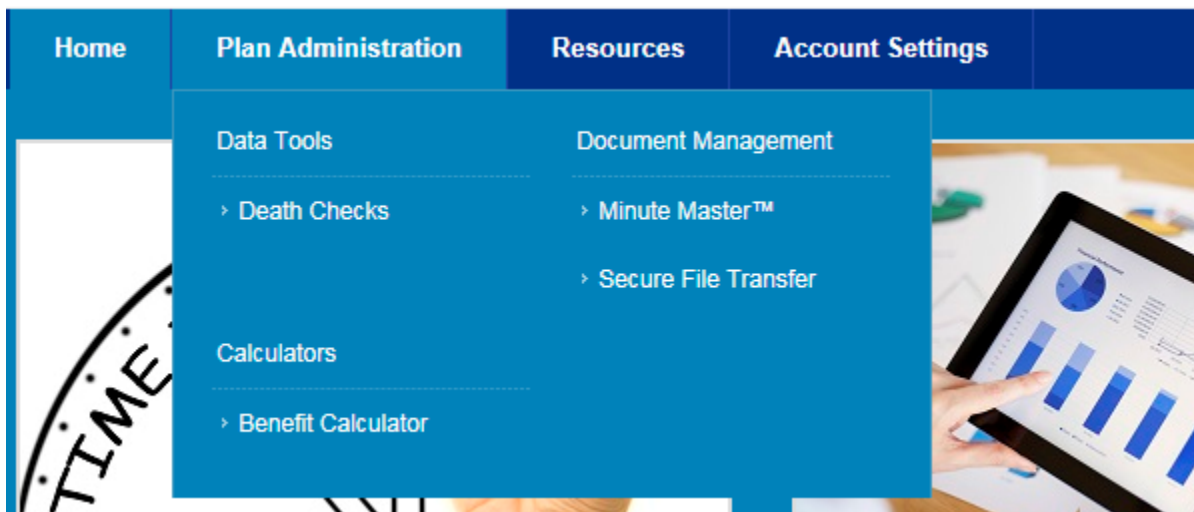 Home Plan Administration Resources Account Settings
Data Tools
› Death Checks
Calculators
› Benefit Calculator
Document Management
› Minute Master™
› Secure File Transfer
TIME